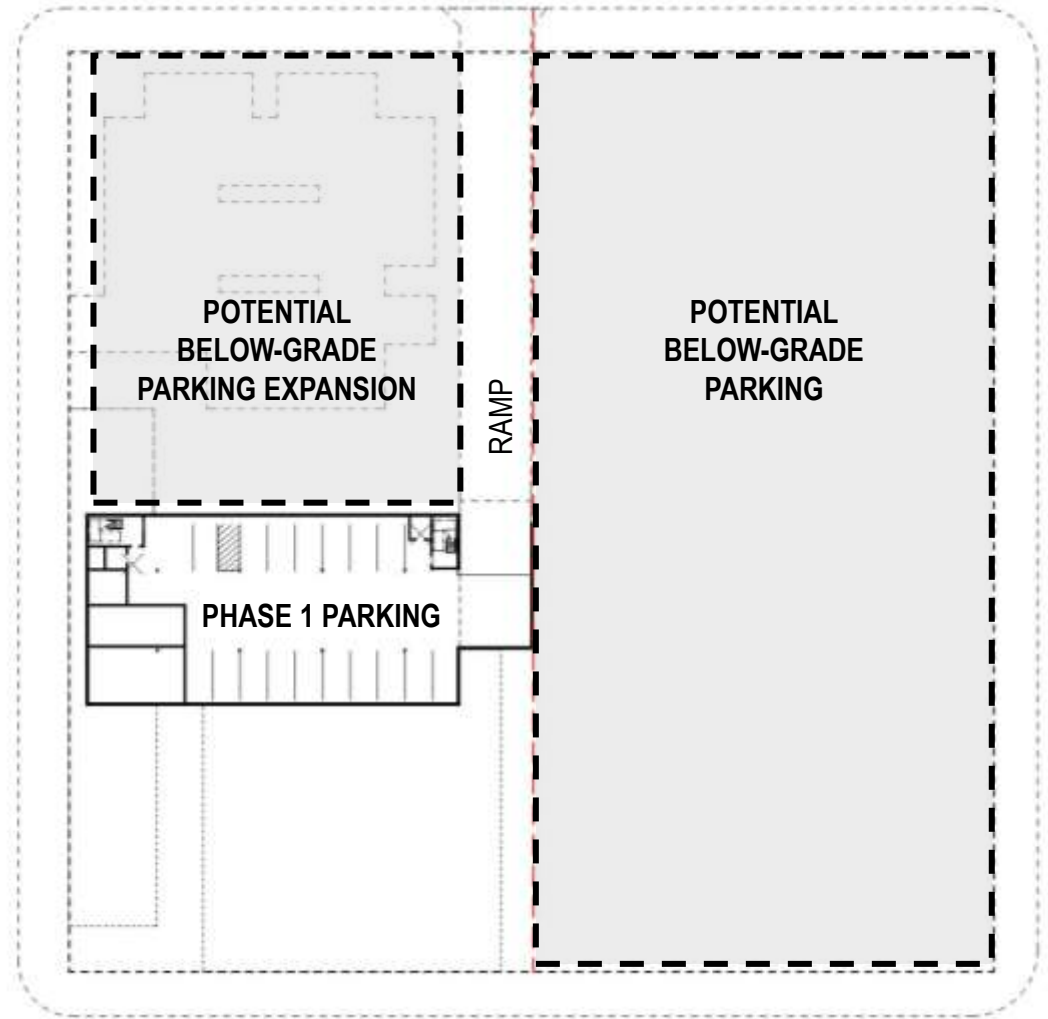 POTENTIAL
BELOW-GRADE
PARKING EXPANSION
POTENTIAL
BELOW-GRADE
PARKING
RAMP
PHASE 1 PARKING